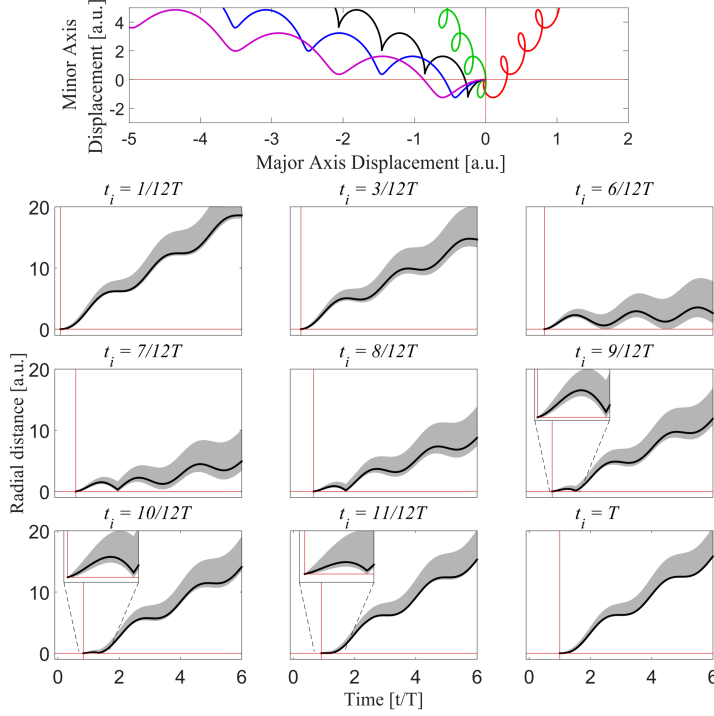 Minor Axis
Displacement [a.u.]
4
2
0
-2
-5 -4 -3 -2 -1 0 1 2
Major Axis Displacement [a.u.]
t_i = 1/12T t_i = 3/12T t_i = 6/12T
20
10
0
t_i = 7/12T t_i = 8/12T t_i = 9/12T
Radial distance [a.u.]
20
10
0
t_i = 10/12T t_i = 11/12T t_i = T
20
10
0
0 2 4 6 0 2 4 6 0 2 4 6
Time [t/T]